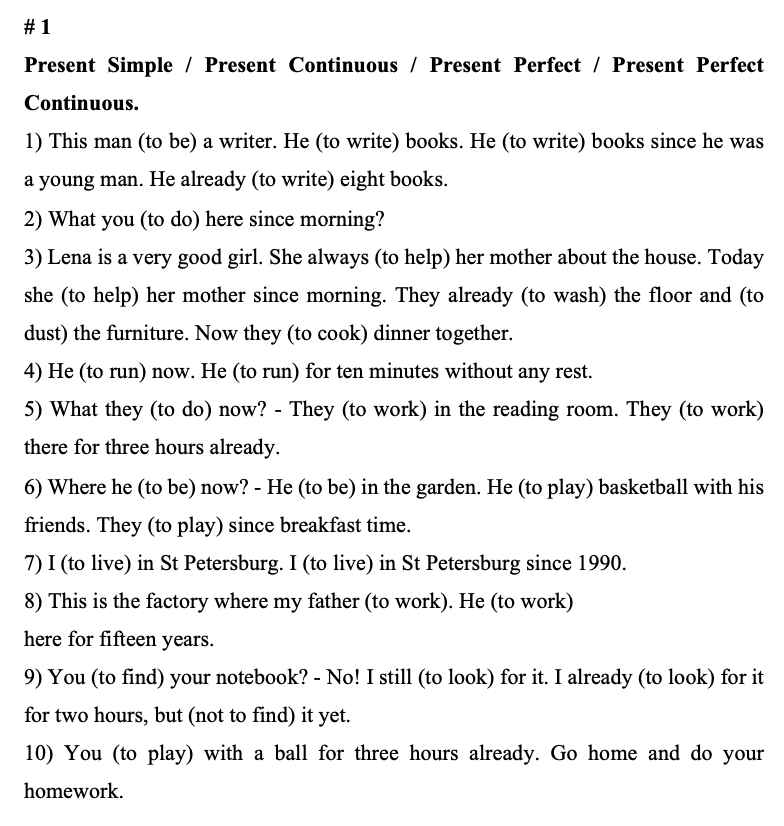 # 1
Present Simple / Present Continuous / Present Perfect / Present Perfect
Continuous.
1) This man (to be) a writer. He (to write) books. He (to write) books since he was
a young man. He already (to write) eight books.
2) What you (to do) here since morning?
3) Lena is a very good girl. She always (to help) her mother about the house. Today
she (to help) her mother since morning. They already (to wash) the floor and (to
dust) the furniture. Now they (to cook) dinner together.
4) He (to run) now. He (to run) for ten minutes without any rest.
5) What they (to do) now? - They (to work) in the reading room. They (to work)
there for three hours already.
6) Where he (to be) now? - He (to be) in the garden. He (to play) basketball with his
friends. They (to play) since breakfast time.
7) I (to live) in St Petersburg. I (to live) in St Petersburg since 1990.
8) This is the factory where my father (to work). He (to work)
here for fifteen years.
9) You (to find) your notebook? - No! I still (to look) for it. I already (to look) for it
for two hours, but (not to find) it yet.
10) You (to play) with a ball for three hours already. Go home and do your
homework.